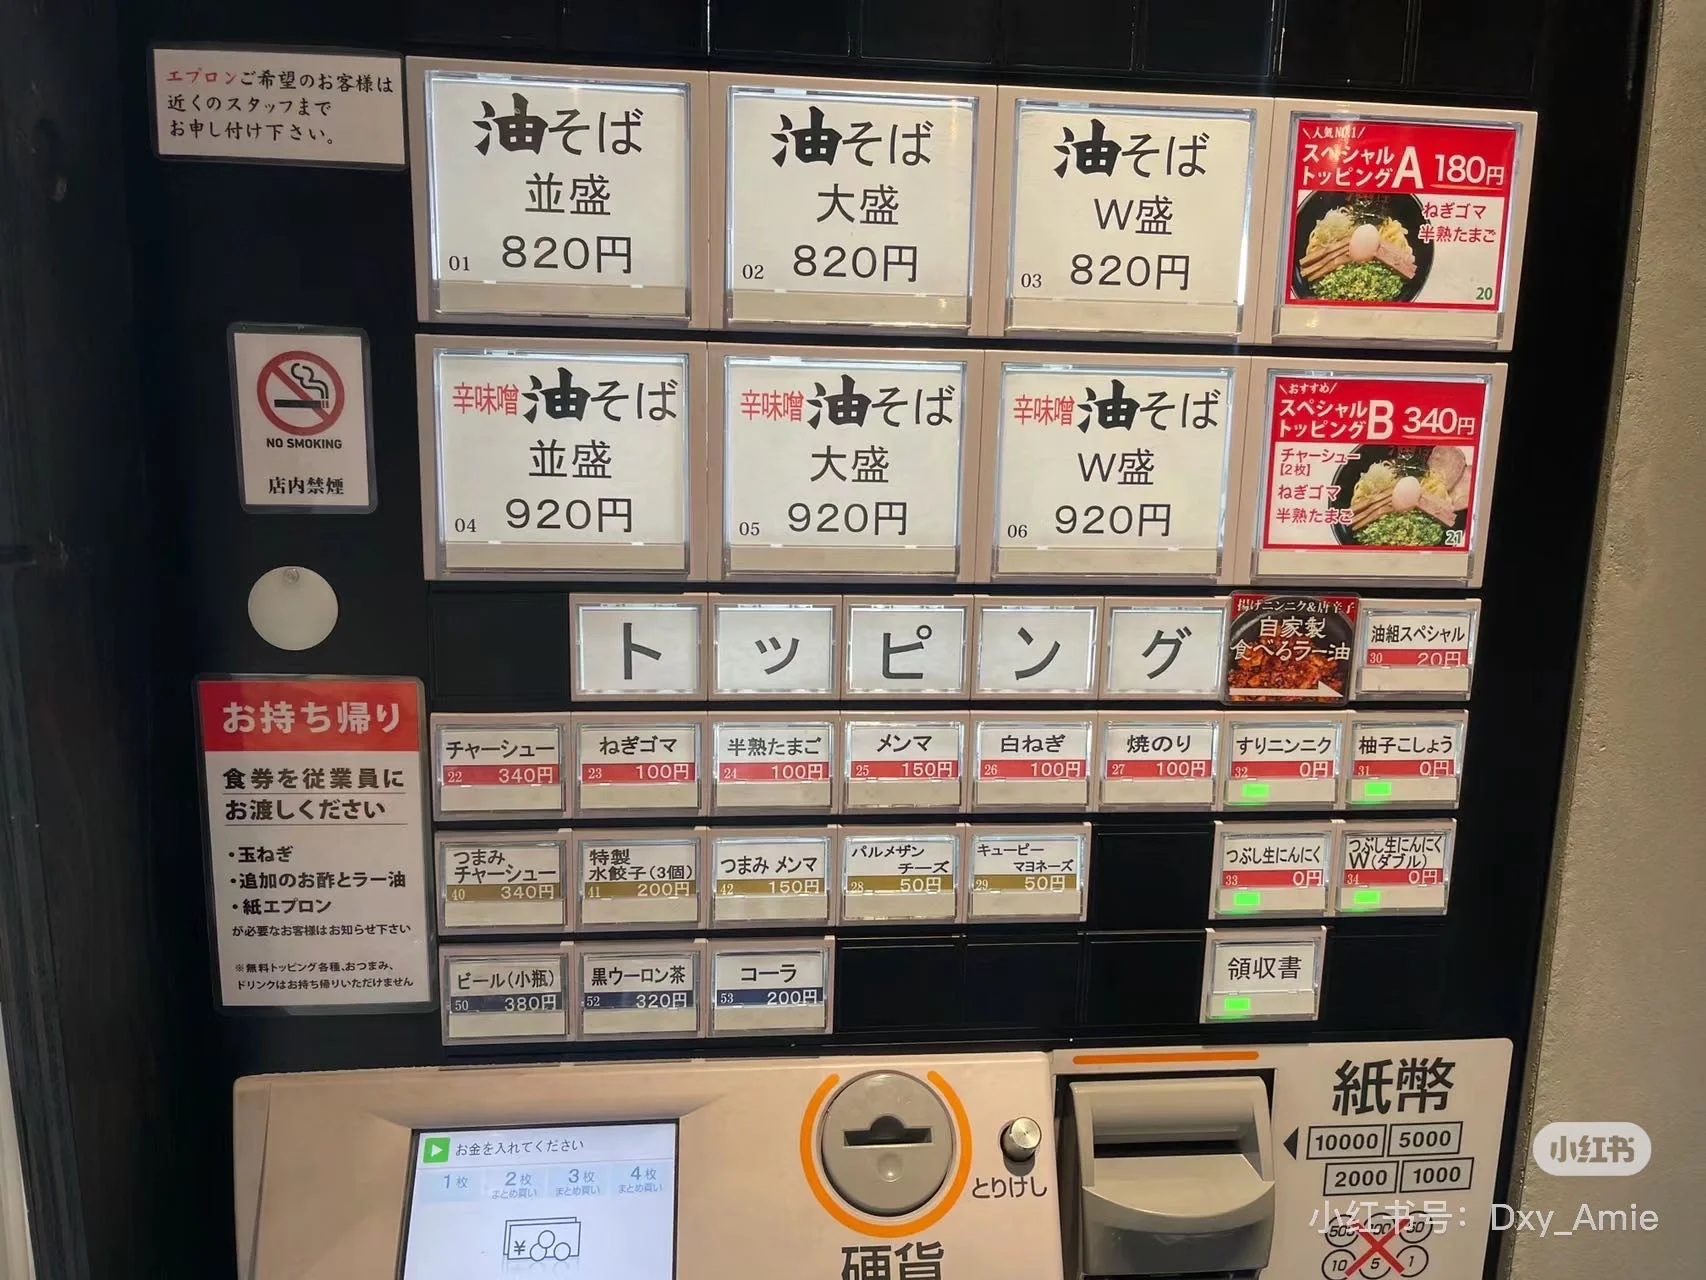 エプロンご希望のお客様は
近くのスタッフまで
お申し付け下さい。
油そば
並盛
01 820円
油そば
大盛
02 820円
油そば
W盛
03 820円
\人気NO.1/
スペシャル
トッピングA 180円
ねぎゴマ
半熟たまご
20
NO SMOKING
店内禁煙
辛味噌油そば
並盛
04 920円
辛味噌油そば
大盛
05 920円
辛味噌油そば
W盛
06 920円
\おすすめ/
スペシャル
トッピングB 340円
チャーシュー
【2枚】
ねぎゴマ
半熟たまご
21
トッピング
揚げニンニク&唐辛子
自家製
食べるラー油
油組スペシャル
30 20円
お持ち帰り
食券を従業員に
お渡しください
・玉ねぎ
・追加のお酢とラー油
・紙エプロン
が必要なお客様はお知らせ下さい
※無料トッピング各種、おつまみ、
ドリンクはお持ち帰りいただけません
チャーシュー
22 340円
ねぎゴマ
23 100円
半熟たまご
24 100円
メンマ
25 150円
白ねぎ
26 100円
焼のり
27 100円
すりニンニク
32 0円
柚子こしょう
31 0円
つまみ
チャーシュー
40 340円
特製
水餃子(3個)
41 200円
つまみ メンマ
42 150円
パルメザン
チーズ
28 50円
キューピー
マヨネーズ
29 50円
つぶし生にんにく
33 0円
つぶし生にんにく
W(ダブル)
34 0円
ビール(小瓶)
50 380円
黒ウーロン茶
52 320円
コーラ
53 200円
領収書
お金を入れてください
1枚 2枚 3枚 4枚
まとめ買い まとめ買い まとめ買い
¥
硬貨
とりけし
紙幣
10000 5000
2000 1000
500 100 50
10 5 1
小红书
小红书号：Dxy_Amie